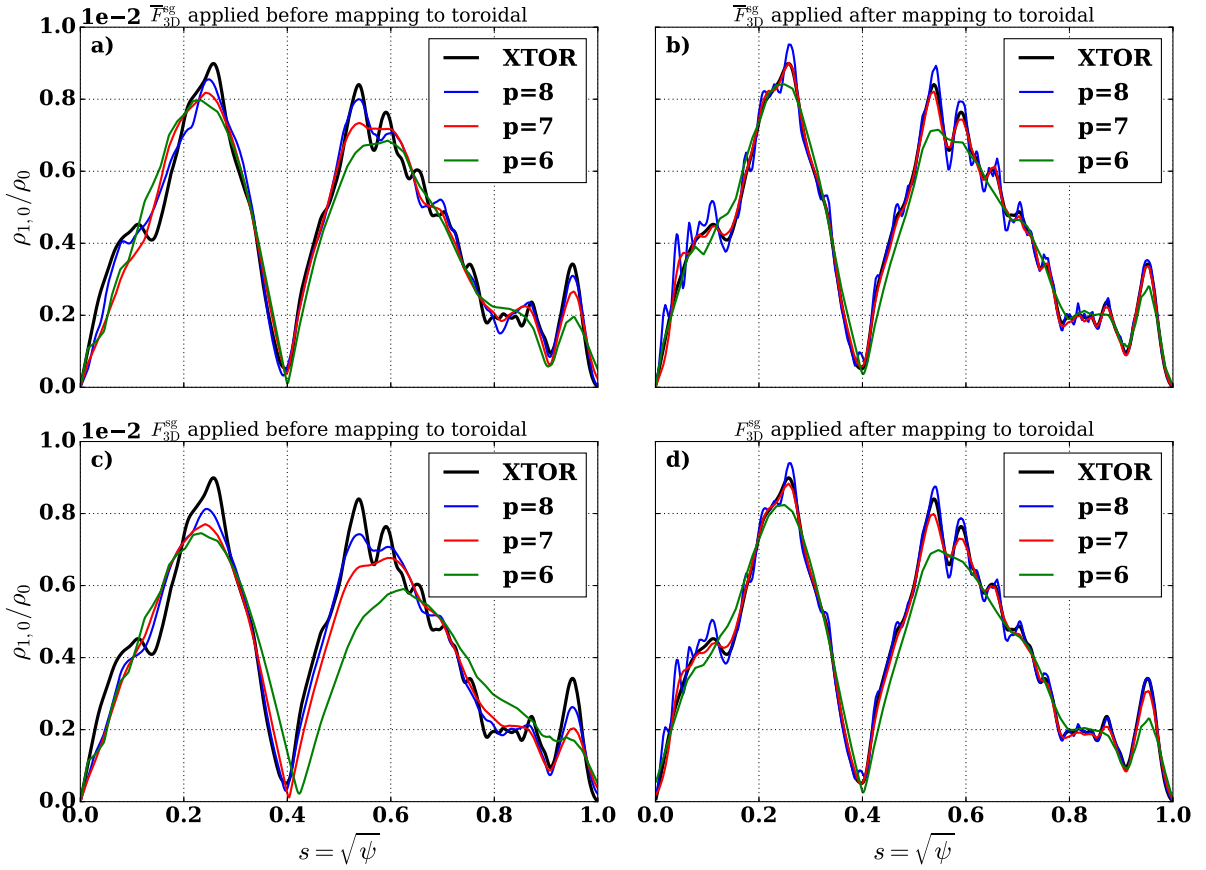 1e−2 F̅ˢᵍ₃D applied before mapping to toroidal
F̅ˢᵍ₃D applied after mapping to toroidal
1.0
a)
XTOR
p=8
p=7
p=6
b)
XTOR
p=8
p=7
p=6
0.8
0.6
0.4
0.2
0.0
ρ₁,₀/ρ₀
1e−2 Fˢᵍ₃D applied before mapping to toroidal
Fˢᵍ₃D applied after mapping to toroidal
1.0
c)
XTOR
p=8
p=7
p=6
d)
XTOR
p=8
p=7
p=6
0.8
0.6
0.4
0.2
0.0
ρ₁,₀/ρ₀
0.0 0.2 0.4 0.6 0.8 1.0
0.0 0.2 0.4 0.6 0.8 1.0
s=√ψ
s=√ψ